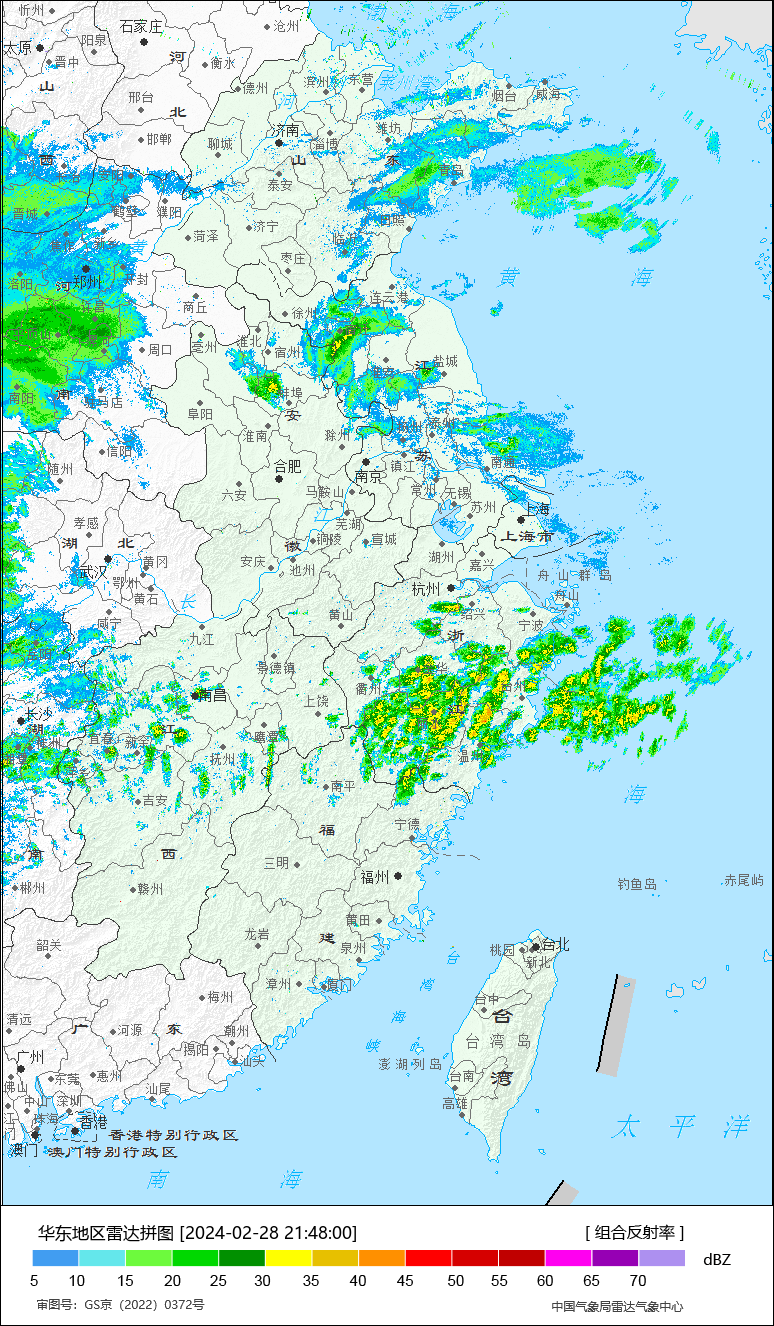 忻州
石家庄
沧州
渤
海
太原
阳泉
晋中
河
衡水
山
德州
滨州
东营
莱州湾
邢台
北
河
烟台
威海
邯郸
聊城
济南
淄博
潍坊
西
山
东
泰安
青岛
晋城
鹤壁
濮阳
菏泽
济宁
日照
临沂
黄
枣庄
洛阳
河
郑州
黄
海
商丘
徐州
连云港
周口
亳州
淮北
宿州
江
盐城
南阳
南
驻马店
阜阳
蚌埠
安
淮南
滁州
信阳
随州
合肥
南京
镇江
苏
南通
六安
马鞍山
常州
无锡
苏州
上海
孝感
湖
北
江
芜湖
徽
铜陵
宣城
上海市
武汉
黄冈
安庆
池州
湖州
嘉兴
鄂州
舟山群岛
黄石
长
杭州
舟山
咸宁
九江
黄山
绍兴
宁波
浙
景德镇
衢州
台州
南昌
上饶
江
长沙
湖
江
株洲
宜春
新余
鹰潭
抚州
温州
萍乡
吉安
南平
海
福
宁德
南
西
三明
福州
郴州
赣州
钓鱼岛
赤尾屿
莆田
龙岩
建
韶关
泉州
台
台北
桃园
新北
漳州
厦门
湾
梅州
台中
清远
广
河源
东
潮州
海
台
揭阳
台湾岛
广州
汕头
峡
澎湖列岛
佛山
东莞
惠州
台南
湾
中山
深圳
汕尾
高雄
江门
珠海
香港
太平洋
香港特别行政区
澳门
澳门特别行政区
南
海
华东地区雷达拼图 [2024-02-28 21:48:00]
[ 组合反射率 ]
dBZ
5 10 15 20 25 30 35 40 45 50 55 60 65 70
审图号：GS京（2022）0372号
中国气象局雷达气象中心